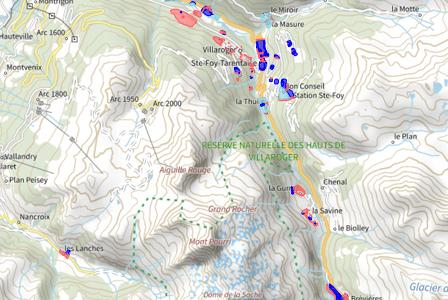 Montrigon
le Miroir
la Motte
la Masure
Hauteville
Arc 1600
Villaroger
Ste-Foy-Tarentaise
Montvenix
Bon Conseil
Station Ste-Foy
Arc 1800
Arc 1950
Arc 2000
la Thuile
le Plan
RÉSERVE NATURELLE DES HAUTS DE
VILLAROGER
Vallandry
Aiguille Rouge
Plan Peisey
Chenal
la Gurraz
Grand Rocher
Nancroix
la Savine
le Biolley
les Lanches
Mont Pourri
Glacier
Dôme de la Sache
Brévières